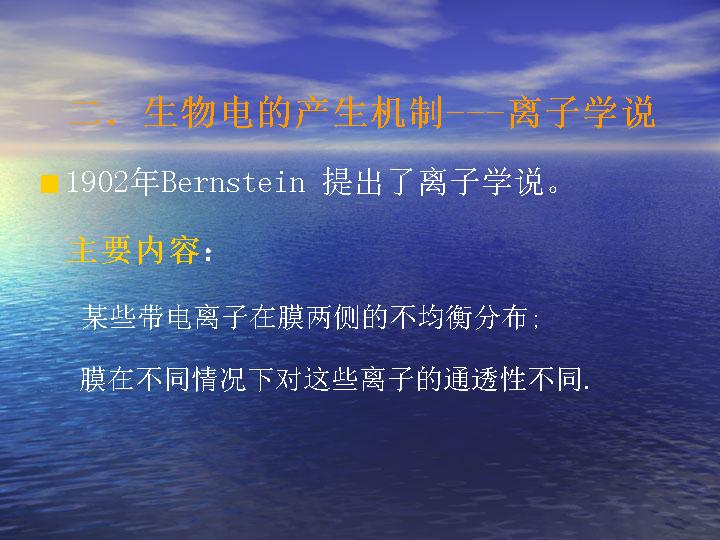 二．生物电的产生机制---离子学说
1902年Bernstein 提出了离子学说。
主要内容：
某些带电离子在膜两侧的不均衡分布;
膜在不同情况下对这些离子的通透性不同.